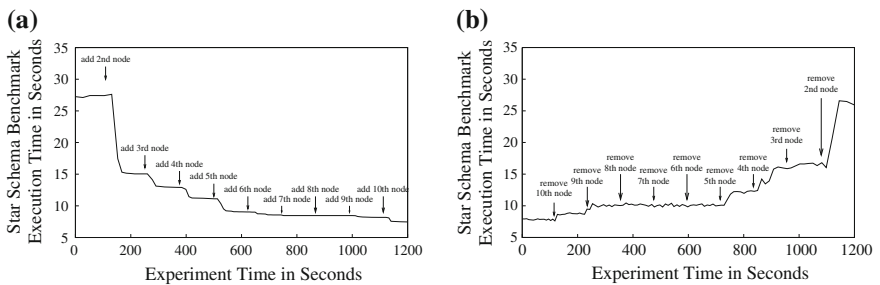 (a)
Star Schema Benchmark
Execution Time in Seconds
35
30
25
20
15
10
5
add 2nd node
add 3rd node
add 4th node
add 5th node
add 6th node
add 7th node
add 8th node
add 9th node
add 10th node
0 200 400 600 800 1000 1200
Experiment Time in Seconds
(b)
Star Schema Benchmark
Execution Time in Seconds
35
30
25
20
15
10
5
remove
10th node
remove
9th node
remove
8th node
remove
7th node
remove
6th node
remove
5th node
remove
4th node
remove
3rd node
remove
2nd node
0 200 400 600 800 1000 1200
Experiment Time in Seconds